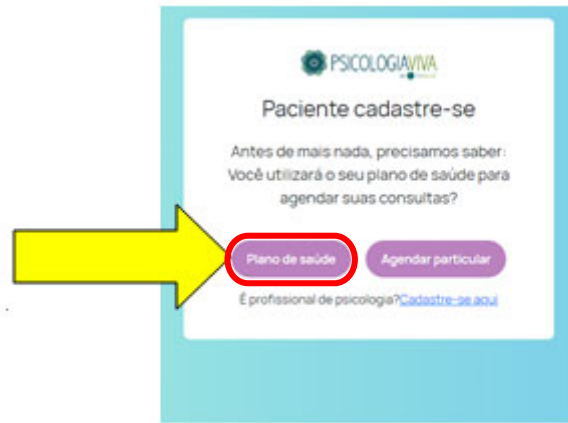 PSICOLOGIAVIVA
Paciente cadastre-se
Antes de mais nada, precisamos saber:
Você utilizará o seu plano de saúde para
agendar suas consultas?
Plano de saúde
Agendar particular
É profissional de psicologia?Cadastre-se aqui